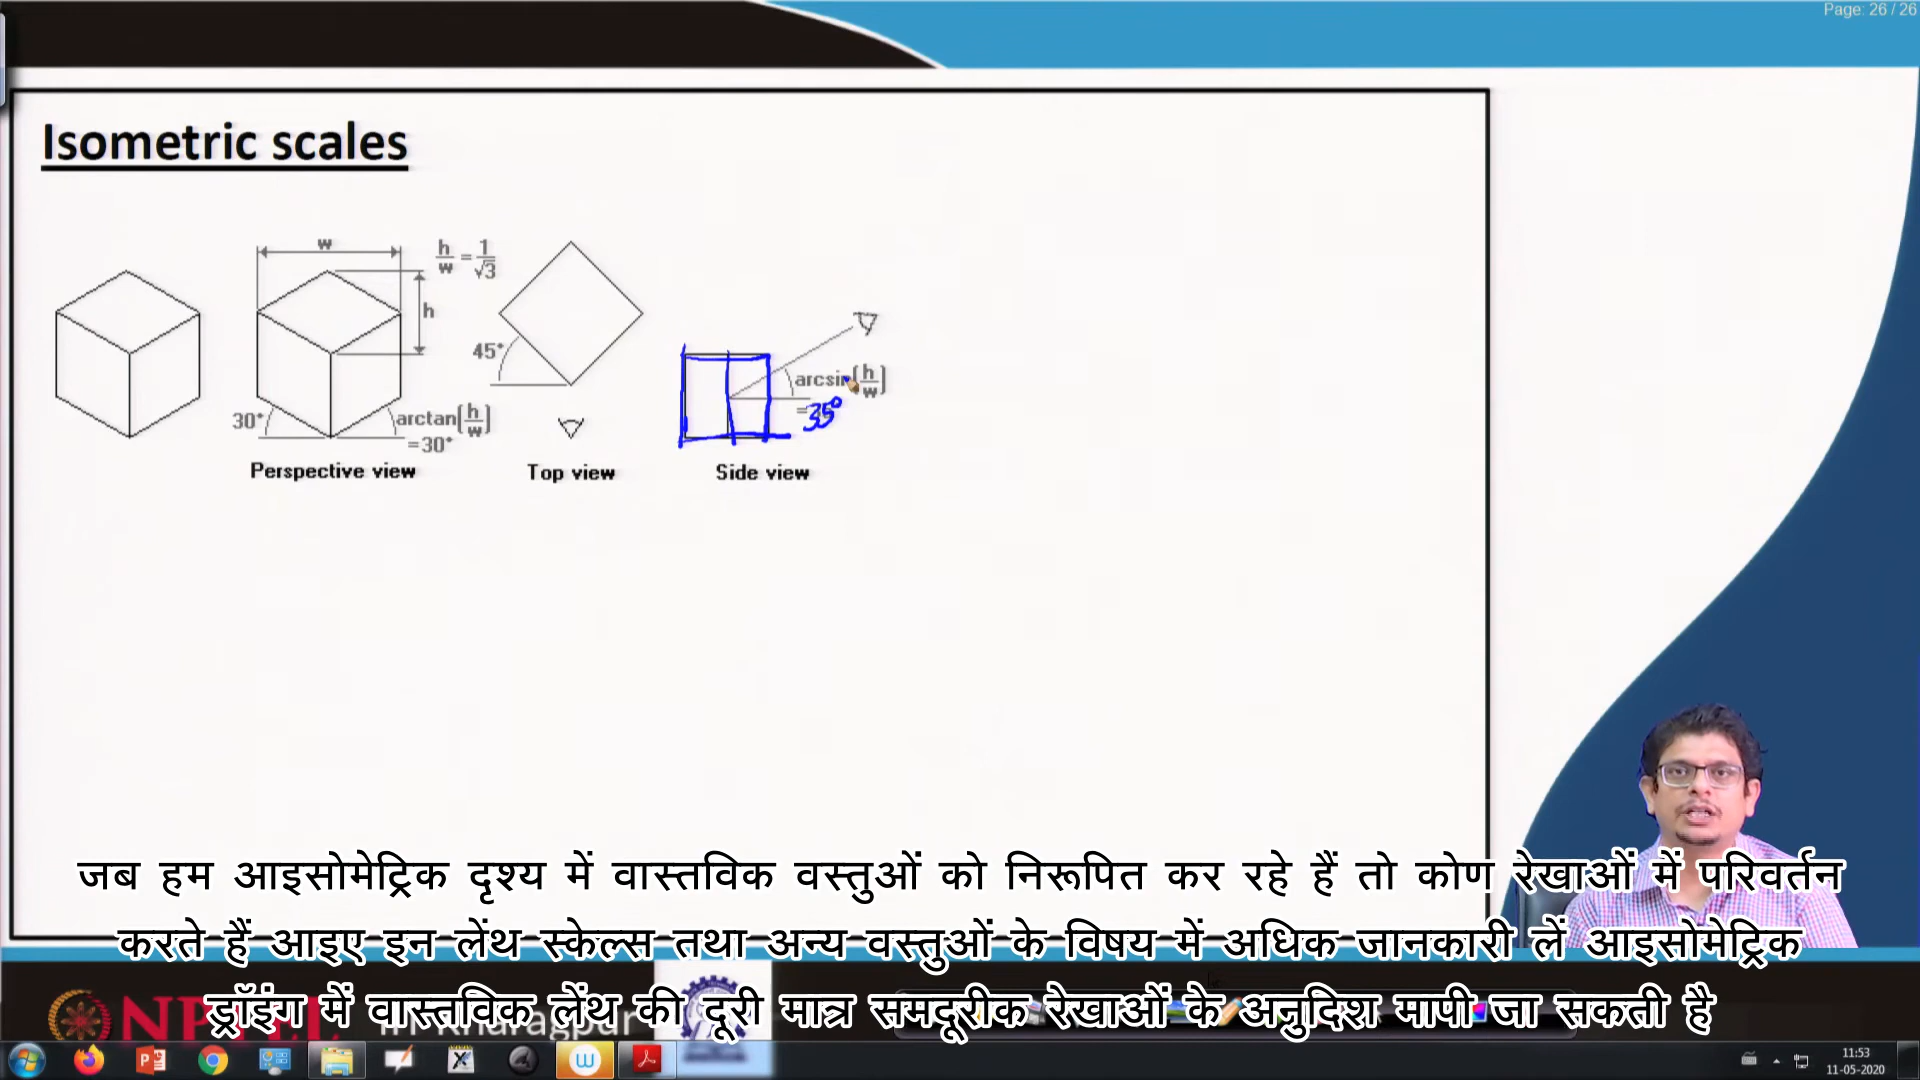 Page: 26 / 26
Isometric scales
w
h/w = 1/√3
h
45°
30°
arctan(h/w)
=30°
arcsin(h/w)
=35°
Perspective view
Top view
Side view
जब हम आइसोमेट्रिक दृश्य में वास्तविक वस्तुओं को निरूपित कर रहे हैं तो कोण रेखाओं में परिवर्तन
करते हैं आइए इन लेंथ स्केल्स तथा अन्य वस्तुओं के विषय में अधिक जानकारी लें आइसोमेट्रिक
ड्रॉइंग में वास्तविक लेंथ की दूरी मात्र समदूरीक रेखाओं के अनुदिश मापी जा सकती है
11:53
11-05-2020